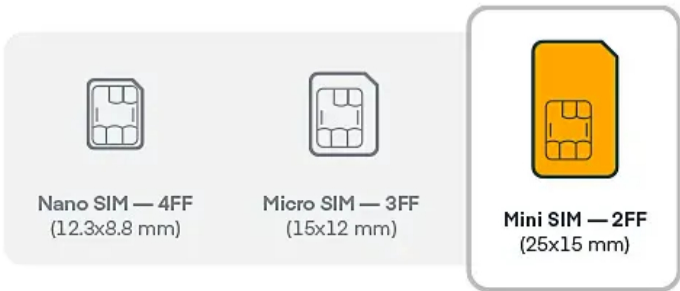 Nano SIM — 4FF
(12.3x8.8 mm)
Micro SIM — 3FF
(15x12 mm)
Mini SIM — 2FF
(25x15 mm)